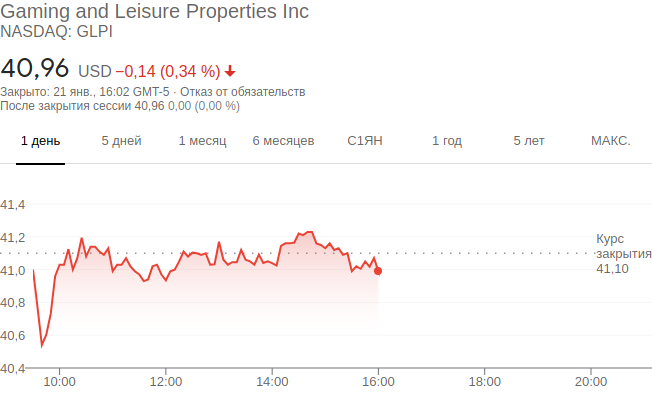 Gaming and Leisure Properties Inc
NASDAQ: GLPI
40,96 USD −0,14 (0,34 %)
Закрыто: 21 янв., 16:02 GMT-5 · Отказ от обязательств
После закрытия сессии 40,96 0,00 (0,00 %)
1 день 5 дней 1 месяц 6 месяцев С1ЯН 1 год 5 лет МАКС.
41,4
41,2
Курс
закрытия
41,10
41,0
40,8
40,6
40,4
10:00 12:00 14:00 16:00 18:00 20:00